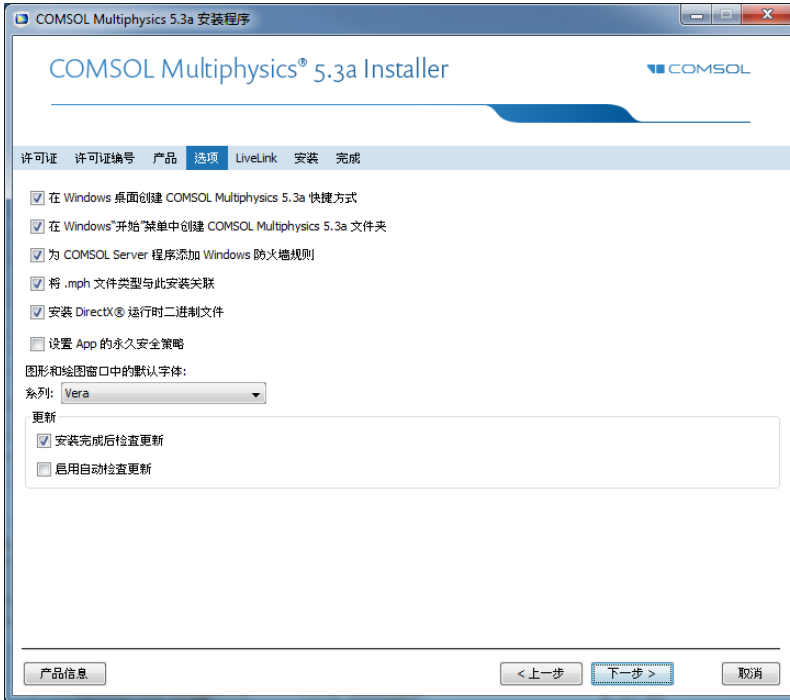 COMSOL Multiphysics 5.3a 安装程序
COMSOL Multiphysics® 5.3a Installer
COMSOL
许可证 许可证编号 产品 选项 LiveLink 安装 完成
在 Windows 桌面创建 COMSOL Multiphysics 5.3a 快捷方式
在 Windows"开始"菜单中创建 COMSOL Multiphysics 5.3a 文件夹
为 COMSOL Server 程序添加 Windows 防火墙规则
将 .mph 文件类型与此安装关联
安装 DirectX® 运行时二进制文件
设置 App 的永久安全策略
图形和绘图窗口中的默认字体:
系列: Vera
更新
安装完成后检查更新
启用自动检查更新
产品信息 < 上一步 下一步 > 取消